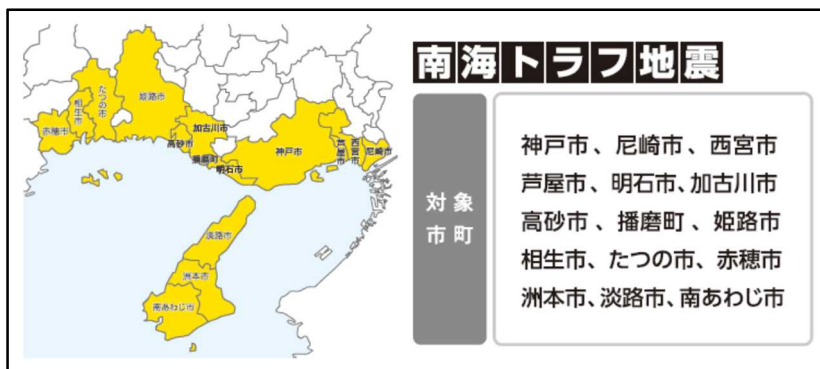 南海トラフ地震
対象
市町
神戸市、尼崎市、西宮市
芦屋市、明石市、加古川市
高砂市、播磨町、姫路市
相生市、たつの市、赤穂市
洲本市、淡路市、南あわじ市
姫路市
たつの市
相生市
赤穂市
加古川市
高砂市
播磨町
明石市
神戸市
芦屋市
西宮市
尼崎市
淡路市
洲本市
南あわじ市